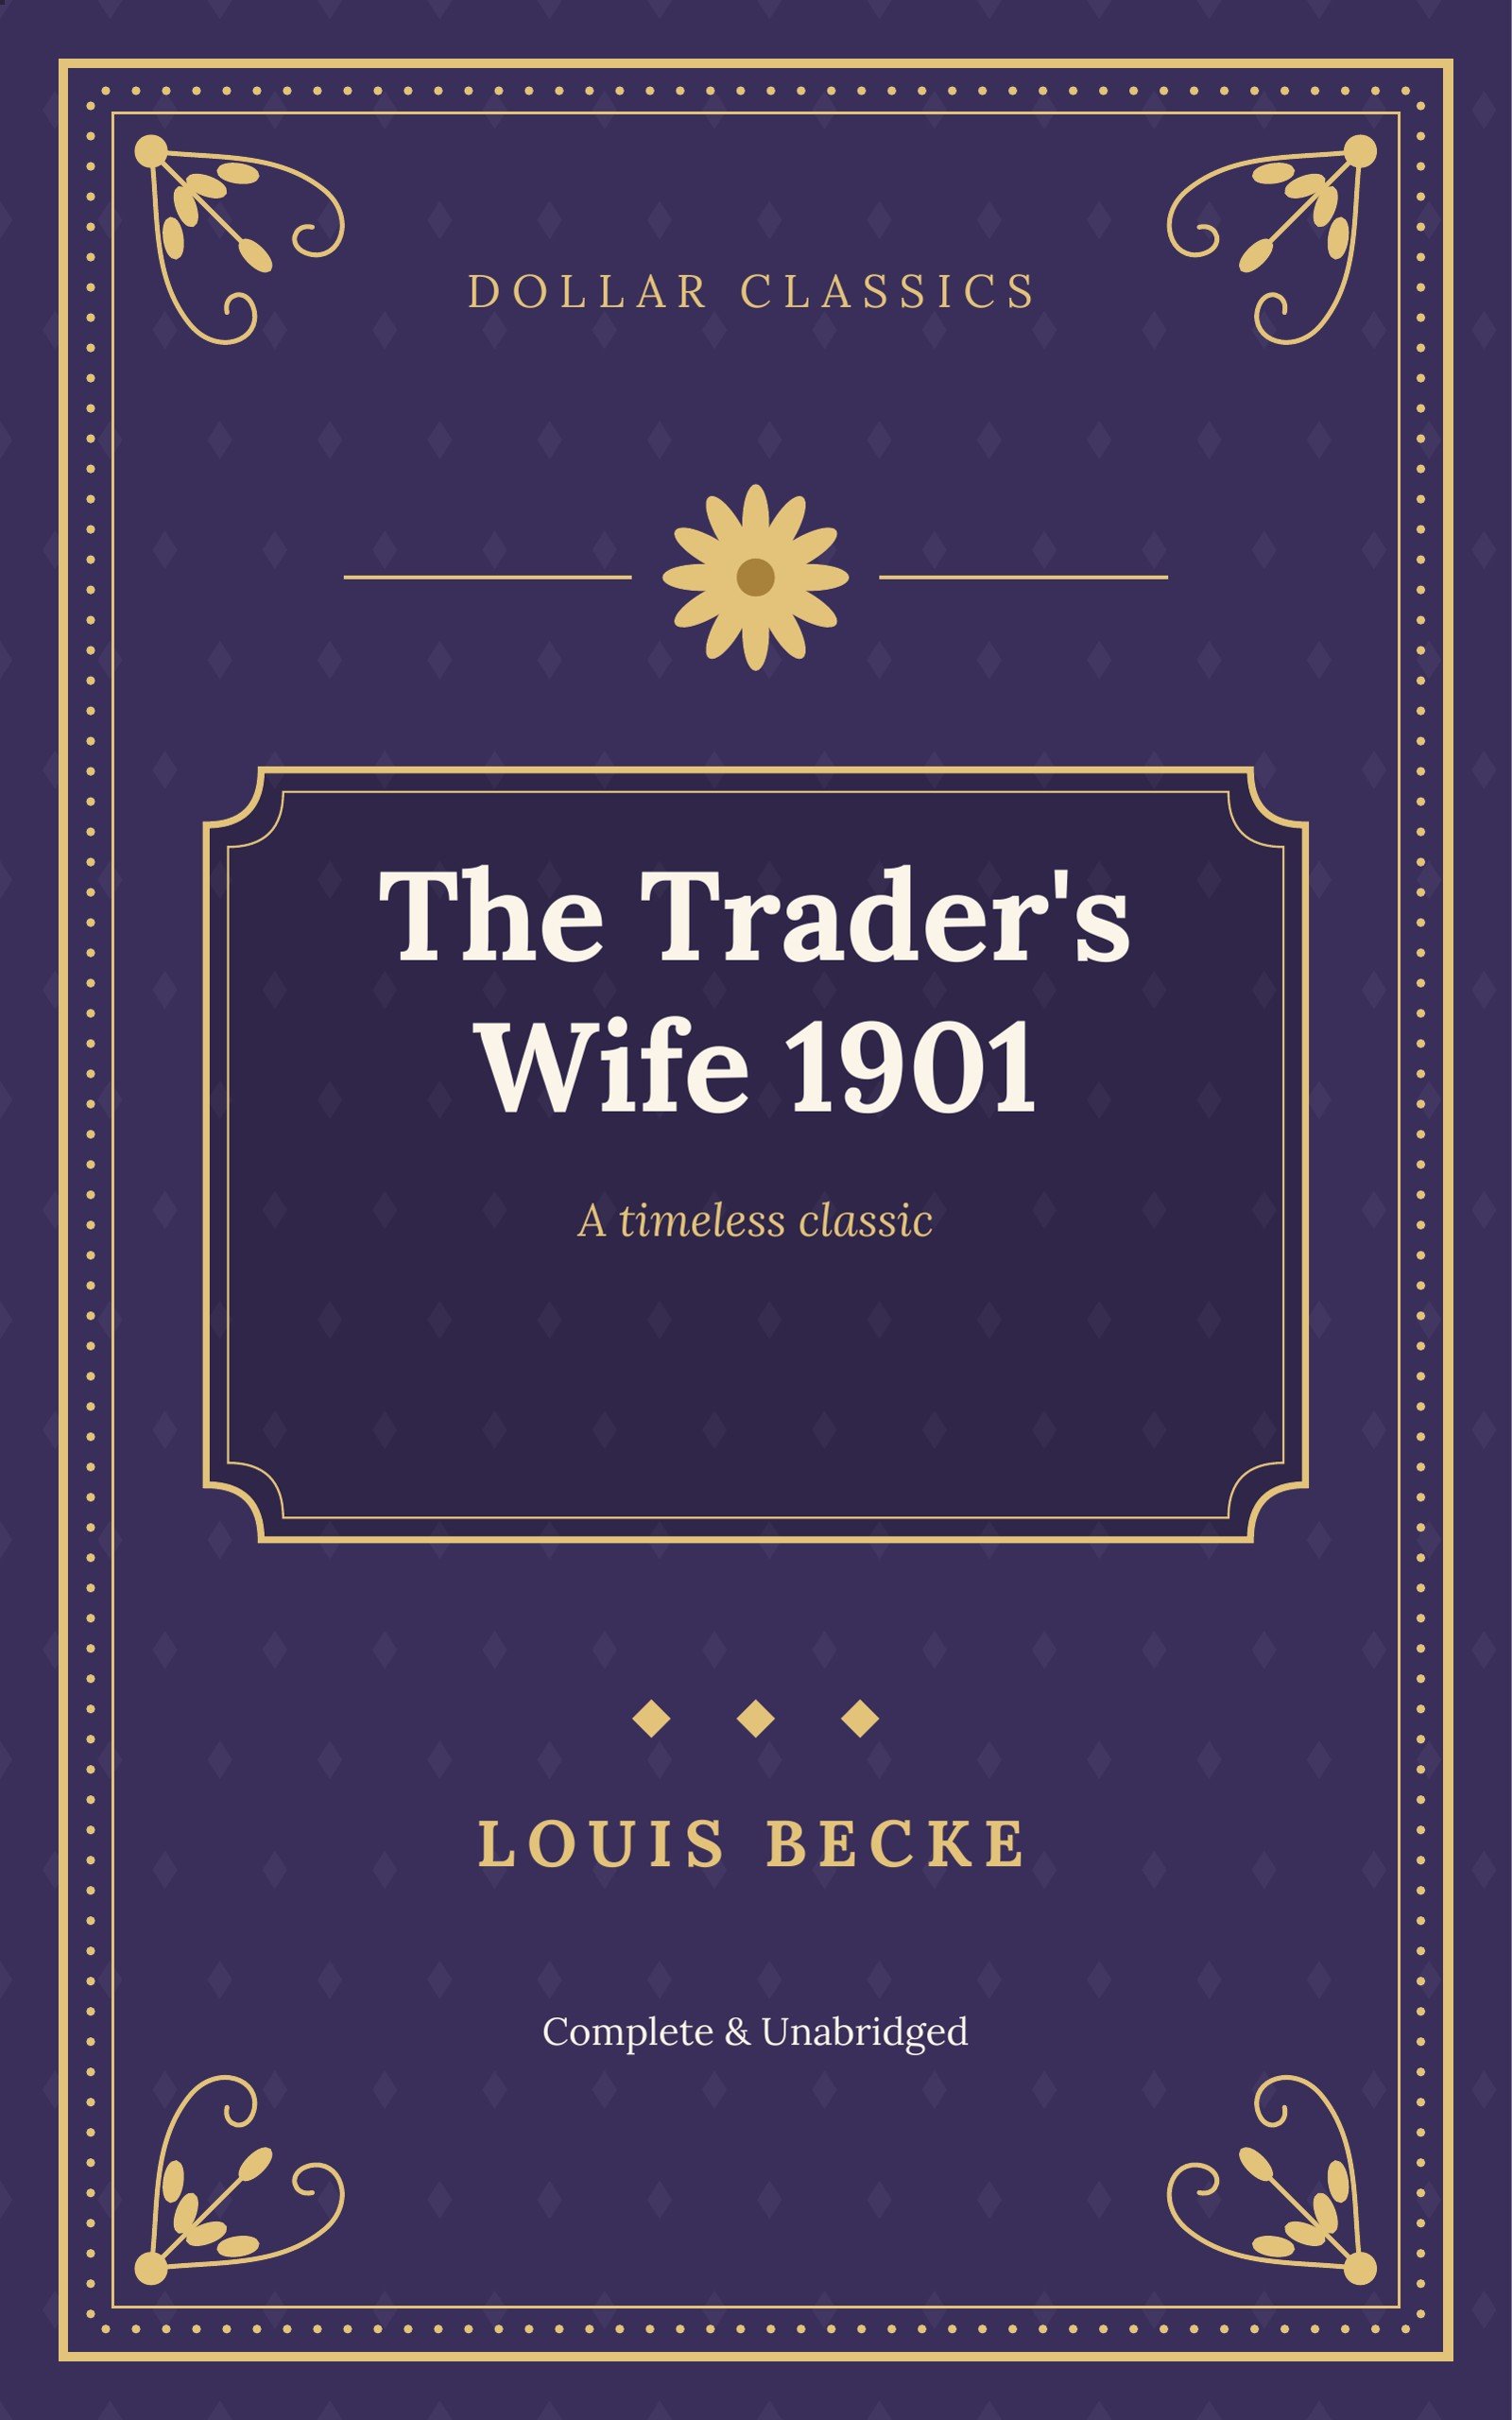 DOLLAR CLASSICS
The Trader's
Wife 1901
A timeless classic
LOUIS BECKE
Complete & Unabridged